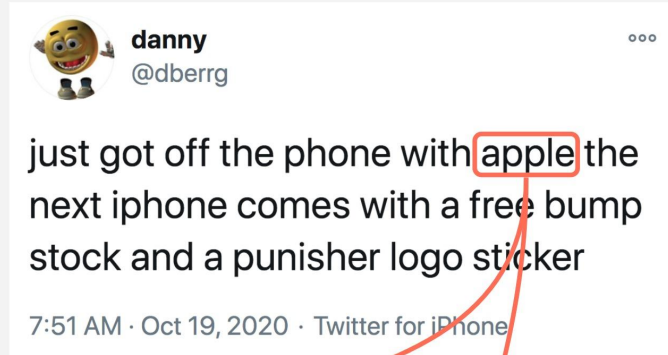 danny
@dberrg
just got off the phone with apple the
next iphone comes with a free bump
stock and a punisher logo sticker
7:51 AM · Oct 19, 2020 · Twitter for iPhone